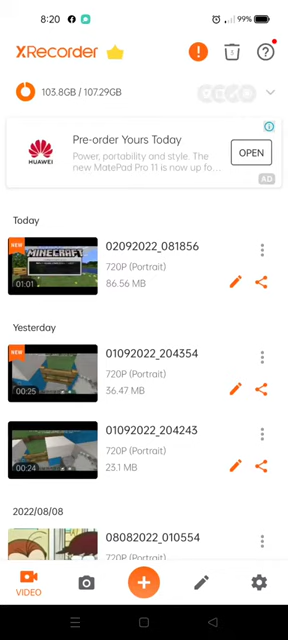 8:20
99%
XRecorder
103.8GB / 107.29GB
Pre-order Yours Today
Power, portability and style. The
new MatePad Pro 11 is now up fo...
HUAWEI
OPEN
AD
Today
NEW
MINECRAFT
01:01
02092022_081856
720P (Portrait)
86.56 MB
Yesterday
NEW
00:25
01092022_204354
720P (Portrait)
36.47 MB
00:24
01092022_204243
720P (Portrait)
23.1 MB
2022/08/08
08082022_010554
720P (Portrait)
VIDEO